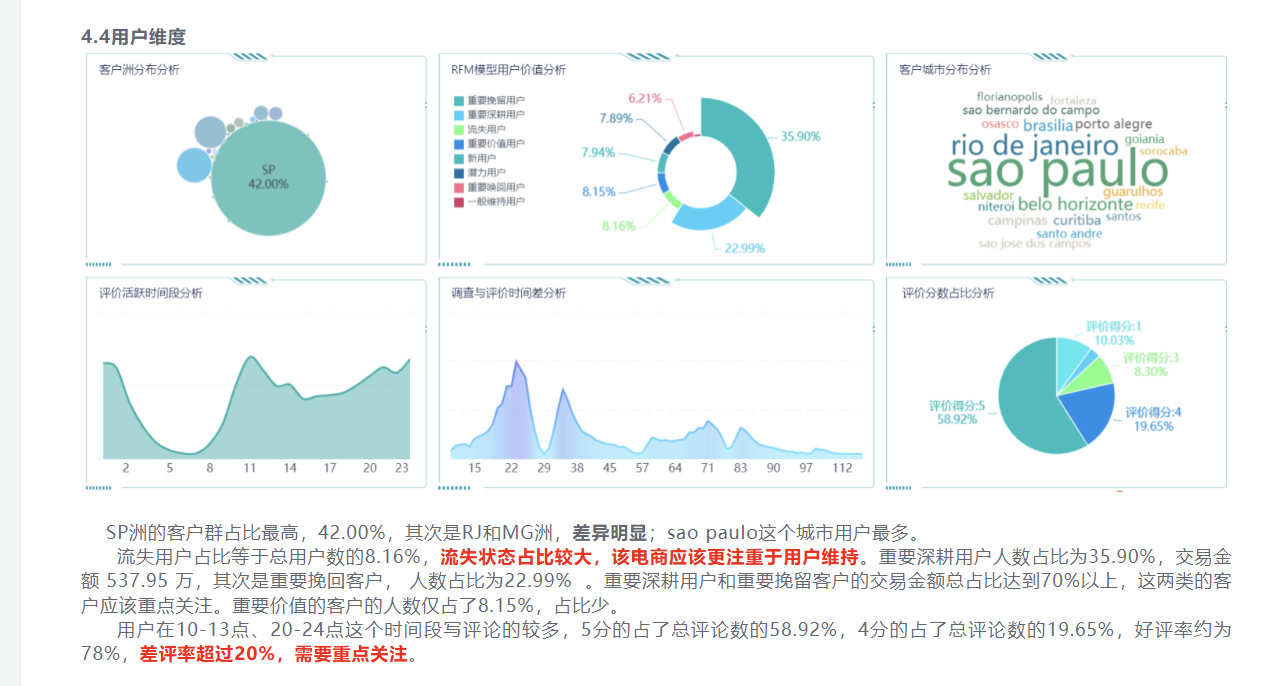 4.4用户维度
客户洲分布分析
SP
42.00%
RFM模型用户价值分析
重要挽留用户
重要深耕用户
流失用户
重要价值用户
新用户
潜力用户
重要唤回用户
一般维持用户
6.21%
7.89%
7.94%
8.15%
8.16%
22.99%
35.90%
客户城市分布分析
florianopolis
fortaleza
sao bernardo do campo
osasco
brasilia
porto alegre
rio de janeiro
goiania
sorocaba
sao paulo
salvador
guarulhos
niteroi
belo horizonte
recife
campinas
curitiba
santos
santo andre
sao jose dos campos
评价活跃时间段分析
2 5 8 11 14 17 20 23
调查与评价时间差分析
15 22 29 38 45 57 64 71 83 90 97 112
评价分数占比分析
评价得分:1
10.03%
评价得分:3
8.30%
评价得分:4
19.65%
评价得分:5
58.92%
SP洲的客户群占比最高，42.00%，其次是RJ和MG洲，差异明显；sao paulo这个城市用户最多。
流失用户占比等于总用户数的8.16%，流失状态占比较大，该电商应该更注重于用户维持。重要深耕用户人数占比为35.90%，交易金
额 537.95 万，其次是重要挽回客户， 人数占比为22.99% 。重要深耕用户和重要挽留客户的交易金额总占比达到70%以上，这两类的客
户应该重点关注。重要价值的客户的人数仅占了8.15%，占比少。
用户在10-13点、20-24点这个时间段写评论的较多，5分的占了总评论数的58.92%，4分的占了总评论数的19.65%，好评率约为
78%，差评率超过20%，需要重点关注。